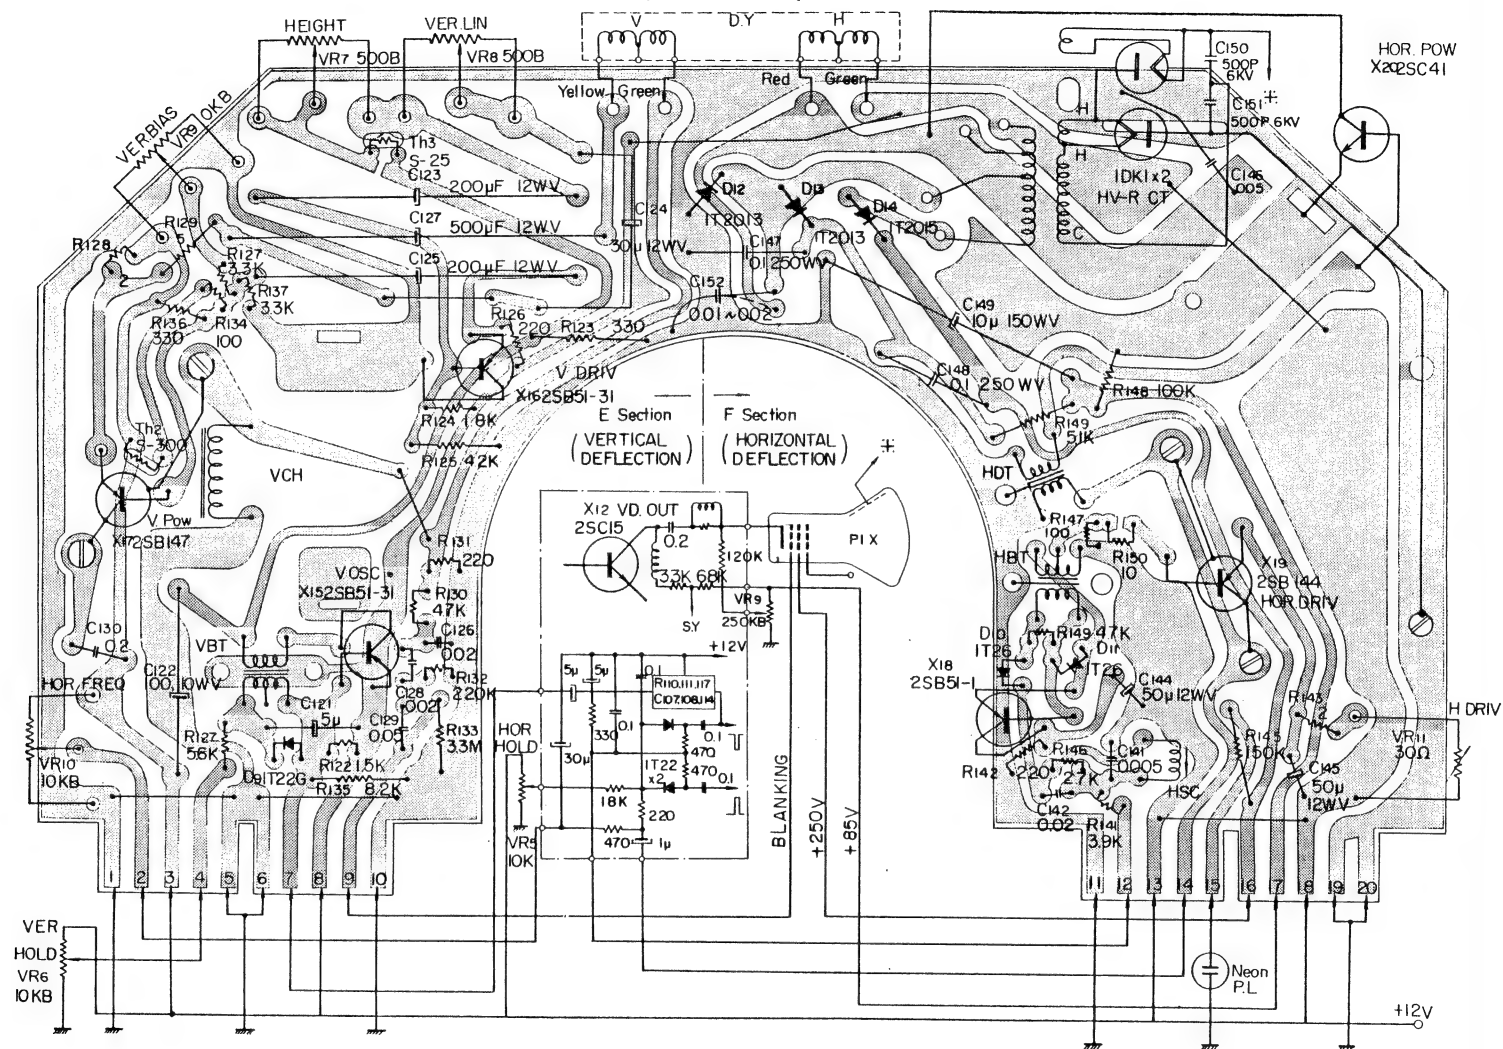 HEIGHT
VR7 500B
VER.LIN
VR8 500B
V
D.Y
H
Yellow
Green
Red
Green
C150
500P
6KV
C151
500P 6KV
HOR. POW
X20 2SC41
VER.BIAS
VR9 10KB
Th3
S-25
C123
200µF 12WV
C127
500µF 12WV
C125
200µF 12WV
C124
30µ 12WV
D12
1T2013
D13
1T2013
D14
1T2015
C147
0.1 250WV
C152
0.01~0.02
H
H
C
1DK1x2
HV-R CT
C146
.005
R128
2
R129
5
R127
3.3K
R137
3.3K
R136
330
R134
100
R126
220
R123 330
V DRIV
X16 2SB51-31
R124 1.8K
R125 4.2K
C149
10µ 150WV
C148
0.1 250WV
R148 100K
R149
51K
E Section
(VERTICAL
DEFLECTION)
F Section
(HORIZONTAL
DEFLECTION)
Th2
S-300
VCH
V. Pow
X17 2SB147
HDT
HBT
R147
100
R150
10
X19
2SB144
HOR.DRIV
X12 VD. OUT
2SC15
0.2
120K
3.3K 68K
S.Y
VR9
250KB
PIX
R131
220
V.OSC
X15 2SB51-31
R130
47K
C126
002
R132
220K
C130
0.2
VBT
C122
100 10WV
HOR FREQ
C121
5µ
C128
002
C129
0.05
R133
3.3M
R127
5.6K
D9 1T22G
R122 1.5K
R135 8.2K
VR10
10KB
+12V
5µ
5µ
0.1
R110,111,117
C107,108,114
330
0.1
0.1
470
470
30µ
1T22
x2
0.1
18K
220
470
1µ
HOR
HOLD
VR5
10K
BLANKING
+250V
+85V
D10
1T26
R149 47K
D11
1T26
X18
2SB51-1
C144
50µ 12WV
R143
2
R142
220
R146
2.7K
C141
0.005
HSC
R145
150K
C145
50µ
12WV
C142
0.02
R141
3.9K
H DRIV
VR11
30Ω
1 2 3 4 5 6 7 8 9 10
11 12 13 14 15 16 17 18 19 20
VER
HOLD
VR6
10KB
Neon
P.L
+12V